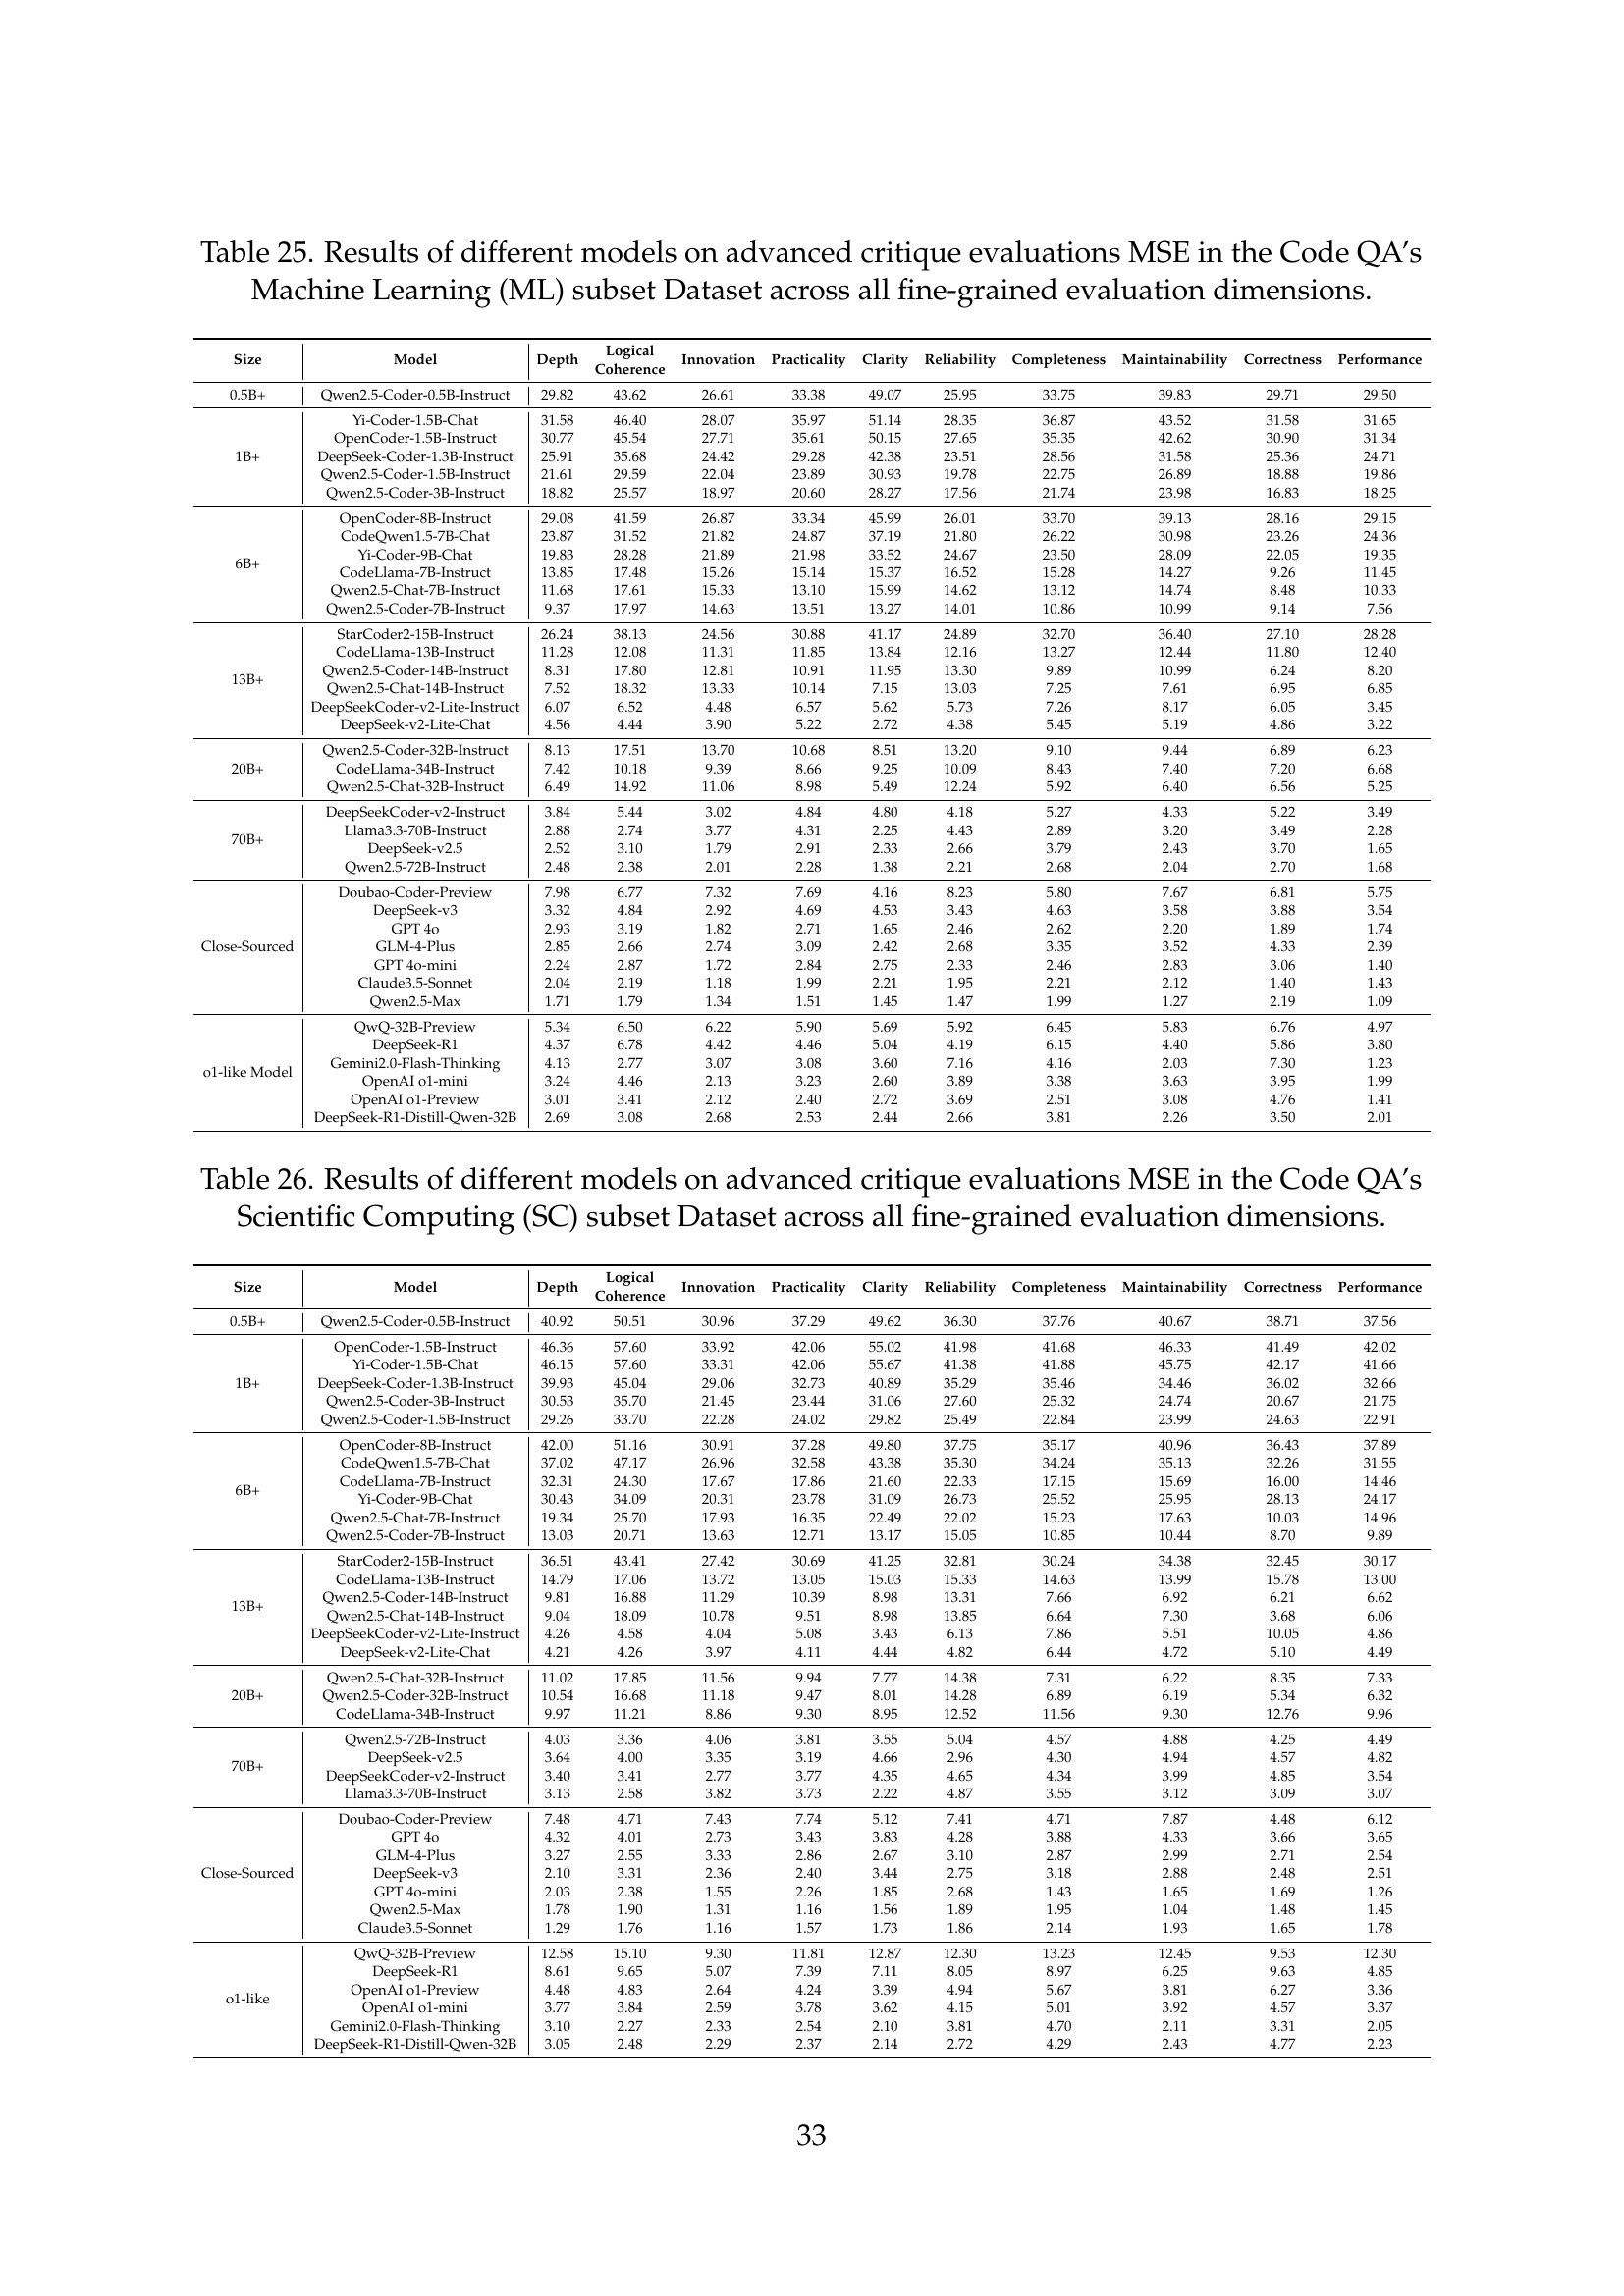 Table 25. Results of different models on advanced critique evaluations MSE in the Code QA's
Machine Learning (ML) subset Dataset across all fine-grained evaluation dimensions.
Size Model Depth Logical Coherence Innovation Practicality Clarity Reliability Completeness Maintainability Correctness Performance
0.5B+ Qwen2.5-Coder-0.5B-Instruct 29.82 43.62 26.61 33.38 49.07 25.95 33.75 39.83 29.71 29.50
1B+
Yi-Coder-1.5B-Chat 31.58 46.40 28.07 35.97 51.14 28.35 36.87 43.52 31.58 31.65
OpenCoder-1.5B-Instruct 30.77 45.54 27.71 35.61 50.15 27.65 35.35 42.62 30.90 31.34
DeepSeek-Coder-1.3B-Instruct 25.91 35.68 24.42 29.28 42.38 23.51 28.56 31.58 25.36 24.71
Qwen2.5-Coder-1.5B-Instruct 21.61 29.59 22.04 23.89 30.93 19.78 22.75 26.89 18.88 19.86
Qwen2.5-Coder-3B-Instruct 18.82 25.57 18.97 20.60 28.27 17.56 21.74 23.98 16.83 18.25
6B+
OpenCoder-8B-Instruct 29.08 41.59 26.87 33.34 45.99 26.01 33.70 39.13 28.16 29.15
CodeQwen1.5-7B-Chat 23.87 31.52 21.82 24.87 37.19 21.80 26.22 30.98 23.26 24.36
Yi-Coder-9B-Chat 19.83 28.28 21.89 21.98 33.52 24.67 23.50 28.09 22.05 19.35
CodeLlama-7B-Instruct 13.85 17.48 15.26 15.14 15.37 16.52 15.28 14.27 9.26 11.45
Qwen2.5-Chat-7B-Instruct 11.68 17.61 15.33 13.10 15.99 14.62 13.12 14.74 8.48 10.33
Qwen2.5-Coder-7B-Instruct 9.37 17.97 14.63 13.51 13.27 14.01 10.86 10.99 9.14 7.56
13B+
StarCoder2-15B-Instruct 26.24 38.13 24.56 30.88 41.17 24.89 32.70 36.40 27.10 28.28
CodeLlama-13B-Instruct 11.28 12.08 11.31 11.85 13.84 12.16 13.27 12.44 11.80 12.40
Qwen2.5-Coder-14B-Instruct 8.31 17.80 12.81 10.91 11.95 13.30 9.89 10.99 6.24 8.20
Qwen2.5-Chat-14B-Instruct 7.52 18.32 13.33 10.14 7.15 13.03 7.25 7.61 6.95 6.85
DeepSeekCoder-v2-Lite-Instruct 6.07 6.52 4.48 6.57 5.62 5.73 7.26 8.17 6.05 3.45
DeepSeek-v2-Lite-Chat 4.56 4.44 3.90 5.22 2.72 4.38 5.45 5.19 4.86 3.22
20B+
Qwen2.5-Coder-32B-Instruct 8.13 17.51 13.70 10.68 8.51 13.20 9.10 9.44 6.89 6.23
CodeLlama-34B-Instruct 7.42 10.18 9.39 8.66 9.25 10.09 8.43 7.40 7.20 6.68
Qwen2.5-Chat-32B-Instruct 6.49 14.92 11.06 8.98 5.49 12.24 5.92 6.40 6.56 5.25
70B+
DeepSeekCoder-v2-Instruct 3.84 5.44 3.02 4.84 4.80 4.18 5.27 4.33 5.22 3.49
Llama3.3-70B-Instruct 2.88 2.74 3.77 4.31 2.25 4.43 2.89 3.20 3.49 2.28
DeepSeek-v2.5 2.52 3.10 1.79 2.91 2.33 2.66 3.79 2.43 3.70 1.65
Qwen2.5-72B-Instruct 2.48 2.38 2.01 2.28 1.38 2.21 2.68 2.04 2.70 1.68
Close-Sourced
Doubao-Coder-Preview 7.98 6.77 7.32 7.69 4.16 8.23 5.80 7.67 6.81 5.75
DeepSeek-v3 3.32 4.84 2.92 4.69 4.53 3.43 4.63 3.58 3.88 3.54
GPT 4o 2.93 3.19 1.82 2.71 1.65 2.46 2.62 2.20 1.89 1.74
GLM-4-Plus 2.85 2.66 2.74 3.09 2.42 2.68 3.35 3.52 4.33 2.39
GPT 4o-mini 2.24 2.87 1.72 2.84 2.75 2.33 2.46 2.83 3.06 1.40
Claude3.5-Sonnet 2.04 2.19 1.18 1.99 2.21 1.95 2.21 2.12 1.40 1.43
Qwen2.5-Max 1.71 1.79 1.34 1.51 1.45 1.47 1.99 1.27 2.19 1.09
o1-like Model
QwQ-32B-Preview 5.34 6.50 6.22 5.90 5.69 5.92 6.45 5.83 6.76 4.97
DeepSeek-R1 4.37 6.78 4.42 4.46 5.04 4.19 6.15 4.40 5.86 3.80
Gemini2.0-Flash-Thinking 4.13 2.77 3.07 3.08 3.60 7.16 4.16 2.03 7.30 1.23
OpenAI o1-mini 3.24 4.46 2.13 3.23 2.60 3.89 3.38 3.63 3.95 1.99
OpenAI o1-Preview 3.01 3.41 2.12 2.40 2.72 3.69 2.51 3.08 4.76 1.41
DeepSeek-R1-Distill-Qwen-32B 2.69 3.08 2.68 2.53 2.44 2.66 3.81 2.26 3.50 2.01
Table 26. Results of different models on advanced critique evaluations MSE in the Code QA's
Scientific Computing (SC) subset Dataset across all fine-grained evaluation dimensions.
Size Model Depth Logical Coherence Innovation Practicality Clarity Reliability Completeness Maintainability Correctness Performance
0.5B+ Qwen2.5-Coder-0.5B-Instruct 40.92 50.51 30.96 37.29 49.62 36.30 37.76 40.67 38.71 37.56
1B+
OpenCoder-1.5B-Instruct 46.36 57.60 33.92 42.06 55.02 41.98 41.68 46.33 41.49 42.02
Yi-Coder-1.5B-Chat 46.15 57.60 33.31 42.06 55.67 41.38 41.88 45.75 42.17 41.66
DeepSeek-Coder-1.3B-Instruct 39.93 45.04 29.06 32.73 40.89 35.29 35.46 34.46 36.02 32.66
Qwen2.5-Coder-3B-Instruct 30.53 35.70 21.45 23.44 31.06 27.60 25.32 24.74 20.67 21.75
Qwen2.5-Coder-1.5B-Instruct 29.26 33.70 22.28 24.02 29.82 25.49 22.84 23.99 24.63 22.91
6B+
OpenCoder-8B-Instruct 42.00 51.16 30.91 37.28 49.80 37.75 35.17 40.96 36.43 37.89
CodeQwen1.5-7B-Chat 37.02 47.17 26.96 32.58 43.38 35.30 34.24 35.13 32.26 31.55
CodeLlama-7B-Instruct 32.31 24.30 17.67 17.86 21.60 22.33 17.15 15.69 16.00 14.46
Yi-Coder-9B-Chat 30.43 34.09 20.31 23.78 31.09 26.73 25.52 25.95 28.13 24.17
Qwen2.5-Chat-7B-Instruct 19.34 25.70 17.93 16.35 22.49 22.02 15.23 17.63 10.03 14.96
Qwen2.5-Coder-7B-Instruct 13.03 20.71 13.63 12.71 13.17 15.05 10.85 10.44 8.70 9.89
13B+
StarCoder2-15B-Instruct 36.51 43.41 27.42 30.69 41.25 32.81 30.24 34.38 32.45 30.17
CodeLlama-13B-Instruct 14.79 17.06 13.72 13.05 15.03 15.33 14.63 13.99 15.78 13.00
Qwen2.5-Coder-14B-Instruct 9.81 16.88 11.29 10.39 8.98 13.31 7.66 6.92 6.21 6.62
Qwen2.5-Chat-14B-Instruct 9.04 18.09 10.78 9.51 8.98 13.85 6.64 7.30 3.68 6.06
DeepSeekCoder-v2-Lite-Instruct 4.26 4.58 4.04 5.08 3.43 6.13 7.86 5.51 10.05 4.86
DeepSeek-v2-Lite-Chat 4.21 4.26 3.97 4.11 4.44 4.82 6.44 4.72 5.10 4.49
20B+
Qwen2.5-Chat-32B-Instruct 11.02 17.85 11.56 9.94 7.77 14.38 7.31 6.22 8.35 7.33
Qwen2.5-Coder-32B-Instruct 10.54 16.68 11.18 9.47 8.01 14.28 6.89 6.19 5.34 6.32
CodeLlama-34B-Instruct 9.97 11.21 8.86 9.30 8.95 12.52 11.56 9.30 12.76 9.96
70B+
Qwen2.5-72B-Instruct 4.03 3.36 4.06 3.81 3.55 5.04 4.57 4.88 4.25 4.49
DeepSeek-v2.5 3.64 4.00 3.35 3.19 4.66 2.96 4.30 4.94 4.57 4.82
DeepSeekCoder-v2-Instruct 3.40 3.41 2.77 3.77 4.35 4.65 4.34 3.99 4.85 3.54
Llama3.3-70B-Instruct 3.13 2.58 3.82 3.73 2.22 4.87 3.55 3.12 3.09 3.07
Close-Sourced
Doubao-Coder-Preview 7.48 4.71 7.43 7.74 5.12 7.41 4.71 7.87 4.48 6.12
GPT 4o 4.32 4.01 2.73 3.43 3.83 4.28 3.88 4.33 3.66 3.65
GLM-4-Plus 3.27 2.55 3.33 2.86 2.67 3.10 2.87 2.99 2.71 2.54
DeepSeek-v3 2.10 3.31 2.36 2.40 3.44 2.75 3.18 2.88 2.48 2.51
GPT 4o-mini 2.03 2.38 1.55 2.26 1.85 2.68 1.43 1.65 1.69 1.26
Qwen2.5-Max 1.78 1.90 1.31 1.16 1.56 1.89 1.95 1.04 1.48 1.45
Claude3.5-Sonnet 1.29 1.76 1.16 1.57 1.73 1.86 2.14 1.93 1.65 1.78
o1-like
QwQ-32B-Preview 12.58 15.10 9.30 11.81 12.87 12.30 13.23 12.45 9.53 12.30
DeepSeek-R1 8.61 9.65 5.07 7.39 7.11 8.05 8.97 6.25 9.63 4.85
OpenAI o1-Preview 4.48 4.83 2.64 4.24 3.39 4.94 5.67 3.81 6.27 3.36
OpenAI o1-mini 3.77 3.84 2.59 3.78 3.62 4.15 5.01 3.92 4.57 3.37
Gemini2.0-Flash-Thinking 3.10 2.27 2.33 2.54 2.10 3.81 4.70 2.11 3.31 2.05
DeepSeek-R1-Distill-Qwen-32B 3.05 2.48 2.29 2.37 2.14 2.72 4.29 2.43 4.77 2.23
33